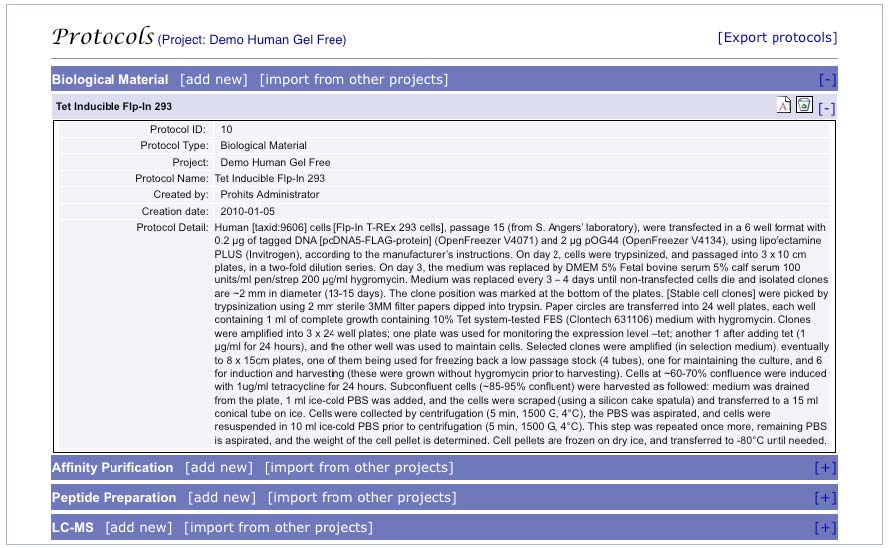 Protocols (Project: Demo Human Gel Free) [Export protocols]
Biological Material [add new] [import from other projects] [-]
Tet Inducible Flp-In 293 [-]
Protocol ID: 10
Protocol Type: Biological Material
Project: Demo Human Gel Free
Protocol Name: Tet Inducible Flp-In 293
Created by: Prohits Administrator
Creation date: 2010-01-05
Protocol Detail: Human [taxid:9606] cells [Flp-In T-REx 293 cells], passage 15 (from S. Angers' laboratory), were transfected in a 6 well format with
0.2 µg of tagged DNA [pcDNA5-FLAG-protein] (OpenFreezer V4071) and 2 µg pOG44 (OpenFreezer V4134), using lipofectamine
PLUS (Invitrogen), according to the manufacturer's instructions. On day 2, cells were trypsinized, and passaged into 3 x 10 cm
plates, in a two-fold dilution series. On day 3, the medium was replaced by DMEM 5% Fetal bovine serum 5% calf serum 100
units/ml pen/strep 200 µg/ml hygromycin. Medium was replaced every 3 – 4 days until non-transfected cells die and isolated clones
are ~2 mm in diameter (13-15 days). The clone position was marked at the bottom of the plates. [Stable cell clones] were picked by
trypsinization using 2 mm sterile 3MM filter papers dipped into trypsin. Paper circles are transferred into 24 well plates, each well
containing 1 ml of complete growth containing 10% Tet system-tested FES (Clontech 631106) medium with hygromycin. Clones
were amplified into 3 x 24 well plates; one plate was used for monitoring the expression level –tet; another 1 after adding tet (1
µg/ml for 24 hours), and the other well was used to maintain cells. Selected clones were amplified (in selection medium) eventually
to 8 x 15cm plates, one of them being used for freezing back a low passage stock (4 tubes), one for maintaining the culture, and 6
for induction and harvesting (these were grown without hygromycin prior to harvesting). Cells at ~60-70% confluence were induced
with 1ug/ml tetracycline for 24 hours. Subconfluent cells (~85-95% confluent) were harvested as followed: medium was drained
from the plate, 1 ml ice-cold PBS was added, and the cells were scraped (using a silicon cake spatula) and transferred to a 15 ml
conical tube on ice. Cells were collected by centrifugation (5 min, 1500 G, 4°C), the PBS was aspirated, and cells were
resuspended in 10 ml ice-cold PBS prior to centrifugation (5 min, 1500 G, 4°C). This step was repeated once more, remaining PBS
is aspirated, and the weight of the cell pellet is determined. Cell pellets are frozen on dry ice, and transferred to -80°C until needed.
Affinity Purification [add new] [import from other projects] [+]
Peptide Preparation [add new] [import from other projects] [+]
LC-MS [add new] [import from other projects] [+]